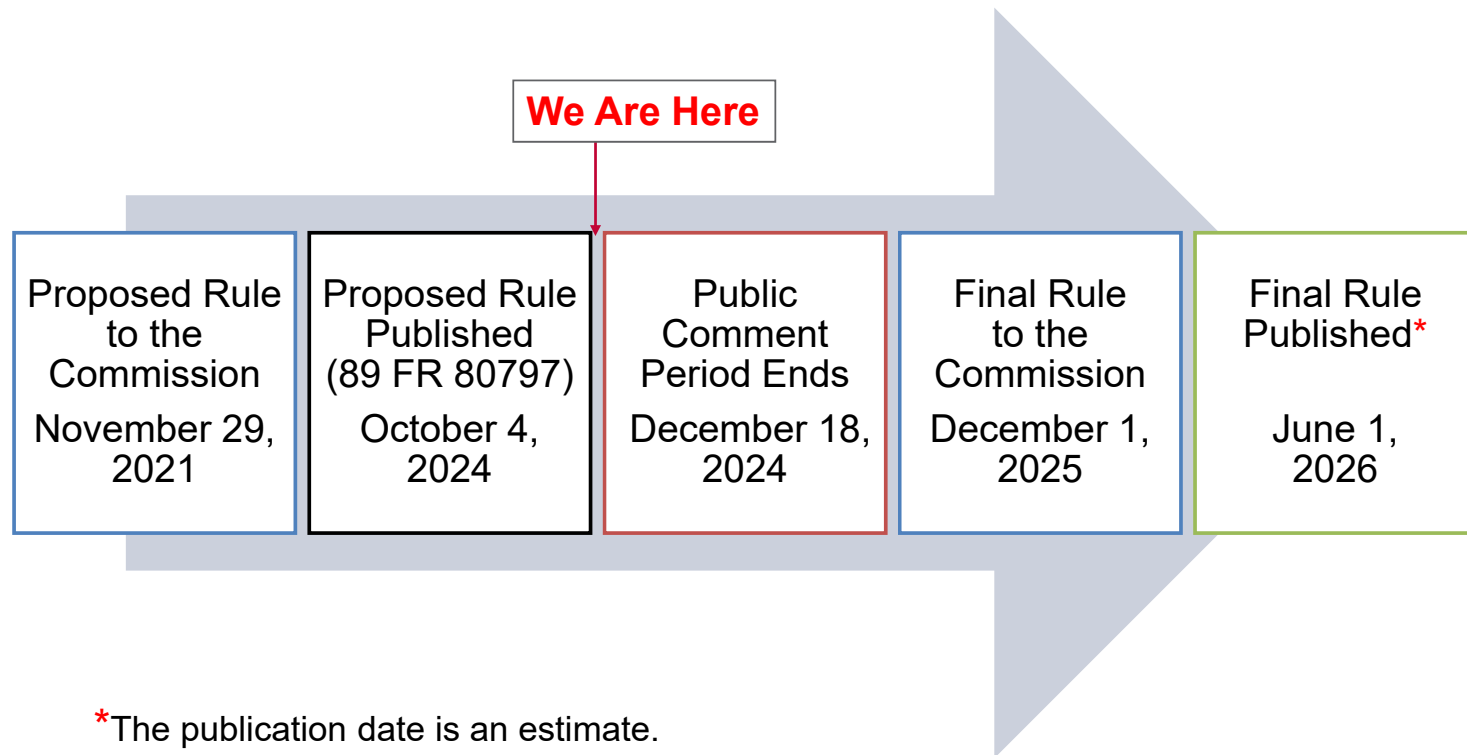 We Are Here
Proposed Rule
to the
Commission
November 29,
2021
Proposed Rule
Published
(89 FR 80797)
October 4,
2024
Public
Comment
Period Ends
December 18,
2024
Final Rule
to the
Commission
December 1,
2025
Final Rule
Published*
June 1,
2026
*The publication date is an estimate.